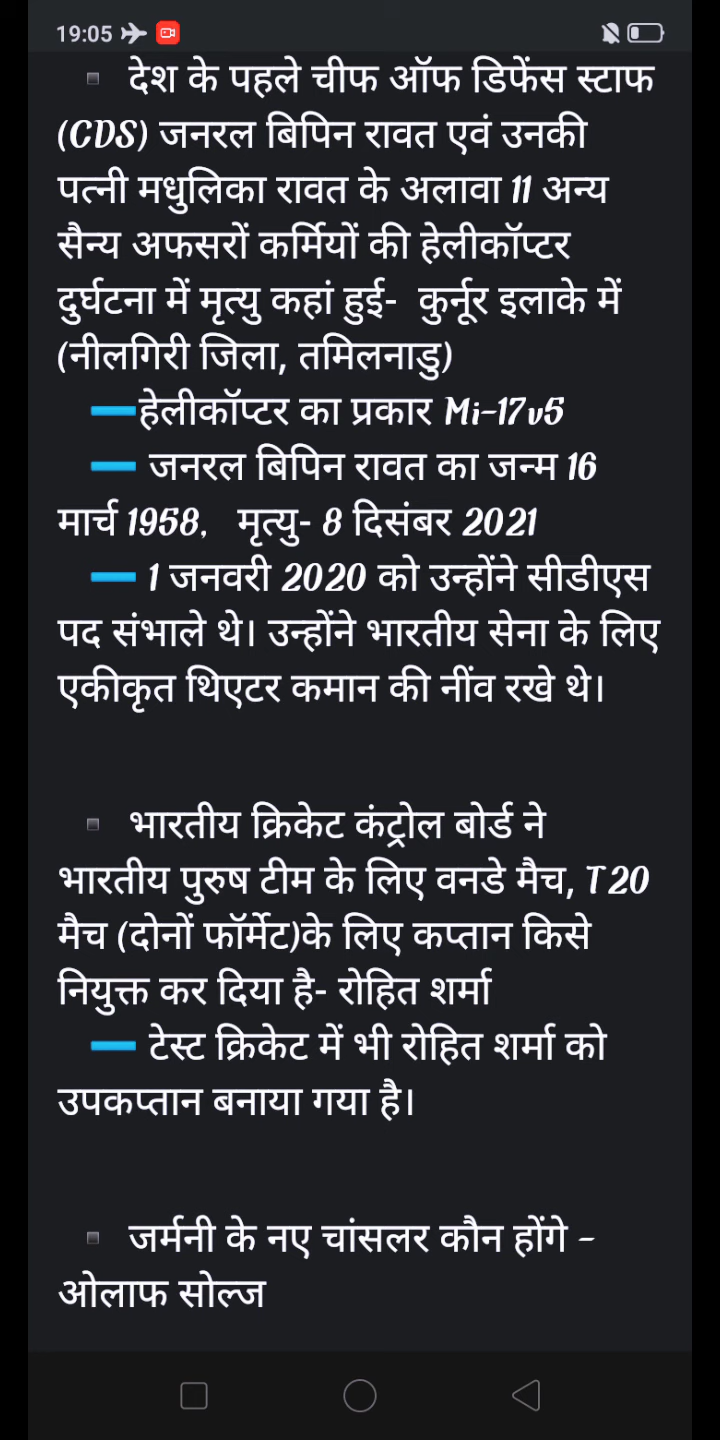 19:05
देश के पहले चीफ ऑफ डिफेंस स्टाफ
(CDS) जनरल बिपिन रावत एवं उनकी
पत्नी मधुलिका रावत के अलावा 11 अन्य
सैन्य अफसरों कर्मियों की हेलीकॉप्टर
दुर्घटना में मृत्यु कहां हुई- कुर्नूर इलाके में
(नीलगिरी जिला, तमिलनाडु)
हेलीकॉप्टर का प्रकार Mi-17v5
जनरल बिपिन रावत का जन्म 16
मार्च 1958, मृत्यु- 8 दिसंबर 2021
1 जनवरी 2020 को उन्होंने सीडीएस
पद संभाले थे। उन्होंने भारतीय सेना के लिए
एकीकृत थिएटर कमान की नींव रखे थे।
भारतीय क्रिकेट कंट्रोल बोर्ड ने
भारतीय पुरुष टीम के लिए वनडे मैच, T20
मैच (दोनों फॉर्मेट)के लिए कप्तान किसे
नियुक्त कर दिया है- रोहित शर्मा
टेस्ट क्रिकेट में भी रोहित शर्मा को
उपकप्तान बनाया गया है।
जर्मनी के नए चांसलर कौन होंगे -
ओलाफ सोल्ज